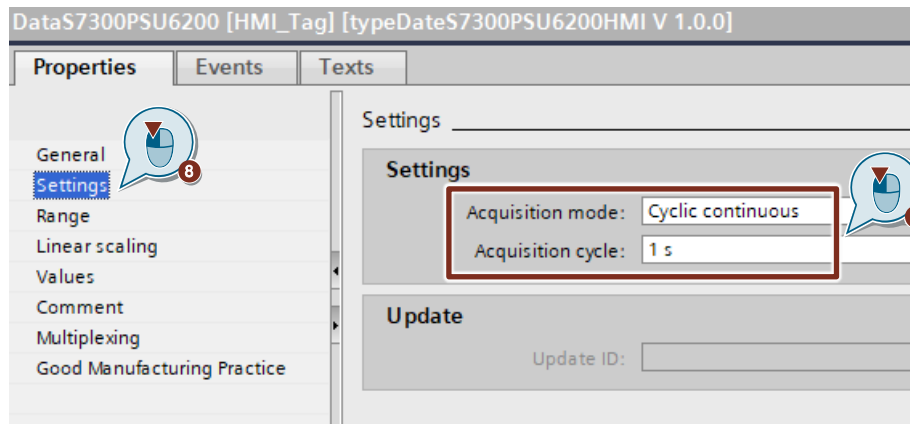 DataS7300PSU6200 [HMI_Tag] [typeDateS7300PSU6200HMI V 1.0.0]
Properties Events Texts
Settings
General
8
Settings
Range
Linear scaling
Values
Comment
Multiplexing
Good Manufacturing Practice
Settings
Acquisition mode: Cyclic continuous
Acquisition cycle: 1 s
Update
Update ID: